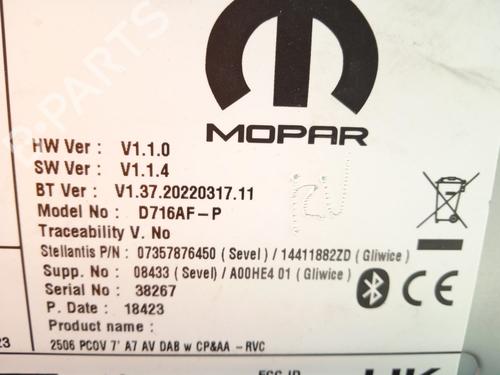 MOPAR
HW Ver : V1.1.0
SW Ver : V1.1.4
BT Ver : V1.37.20220317.11
Model No : D716AF-P
Traceability V. No
Stellantis P/N : 07357876450 ( Sevel ) / 14411882ZD ( Gliwice )
Supp. No : 08433 ( Sevel ) / A00HE4 01 ( Gliwice )
Serial No : 38267
P. Date : 18423
Product name :
2506 PCOV 7' A7 AV DAB w CP&AA -RVC
23
CE